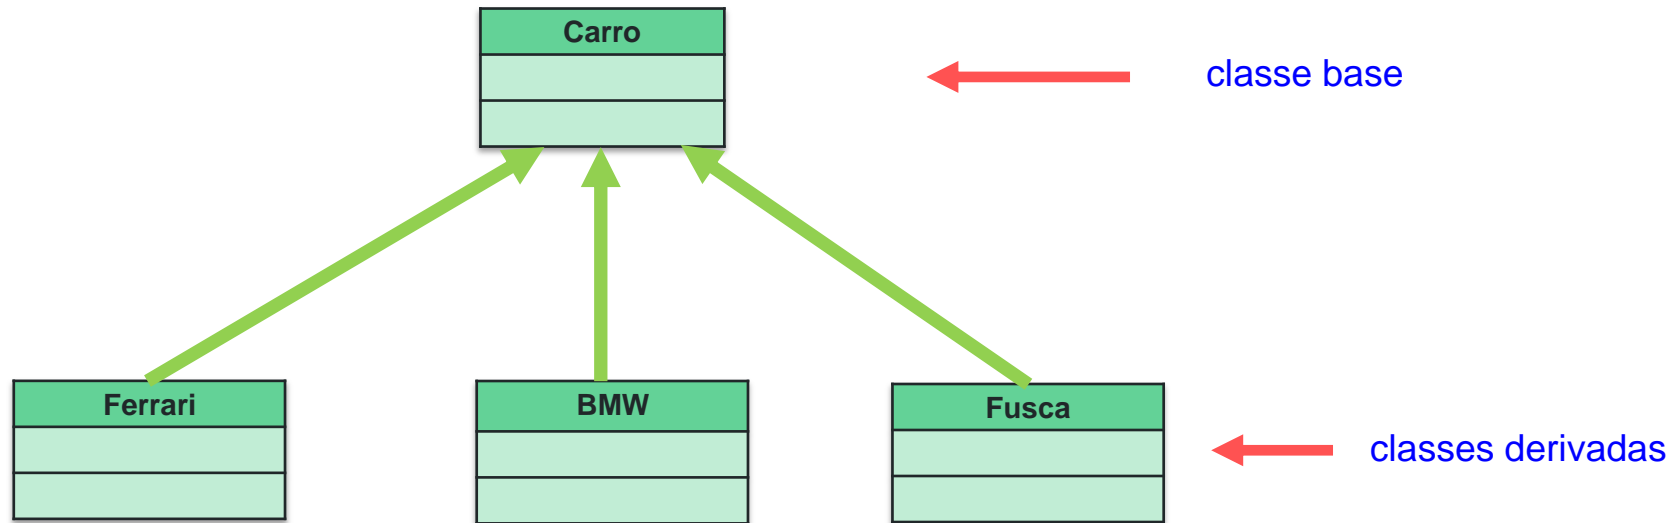 Carro
classe base
Ferrari
BMW
Fusca
classes derivadas